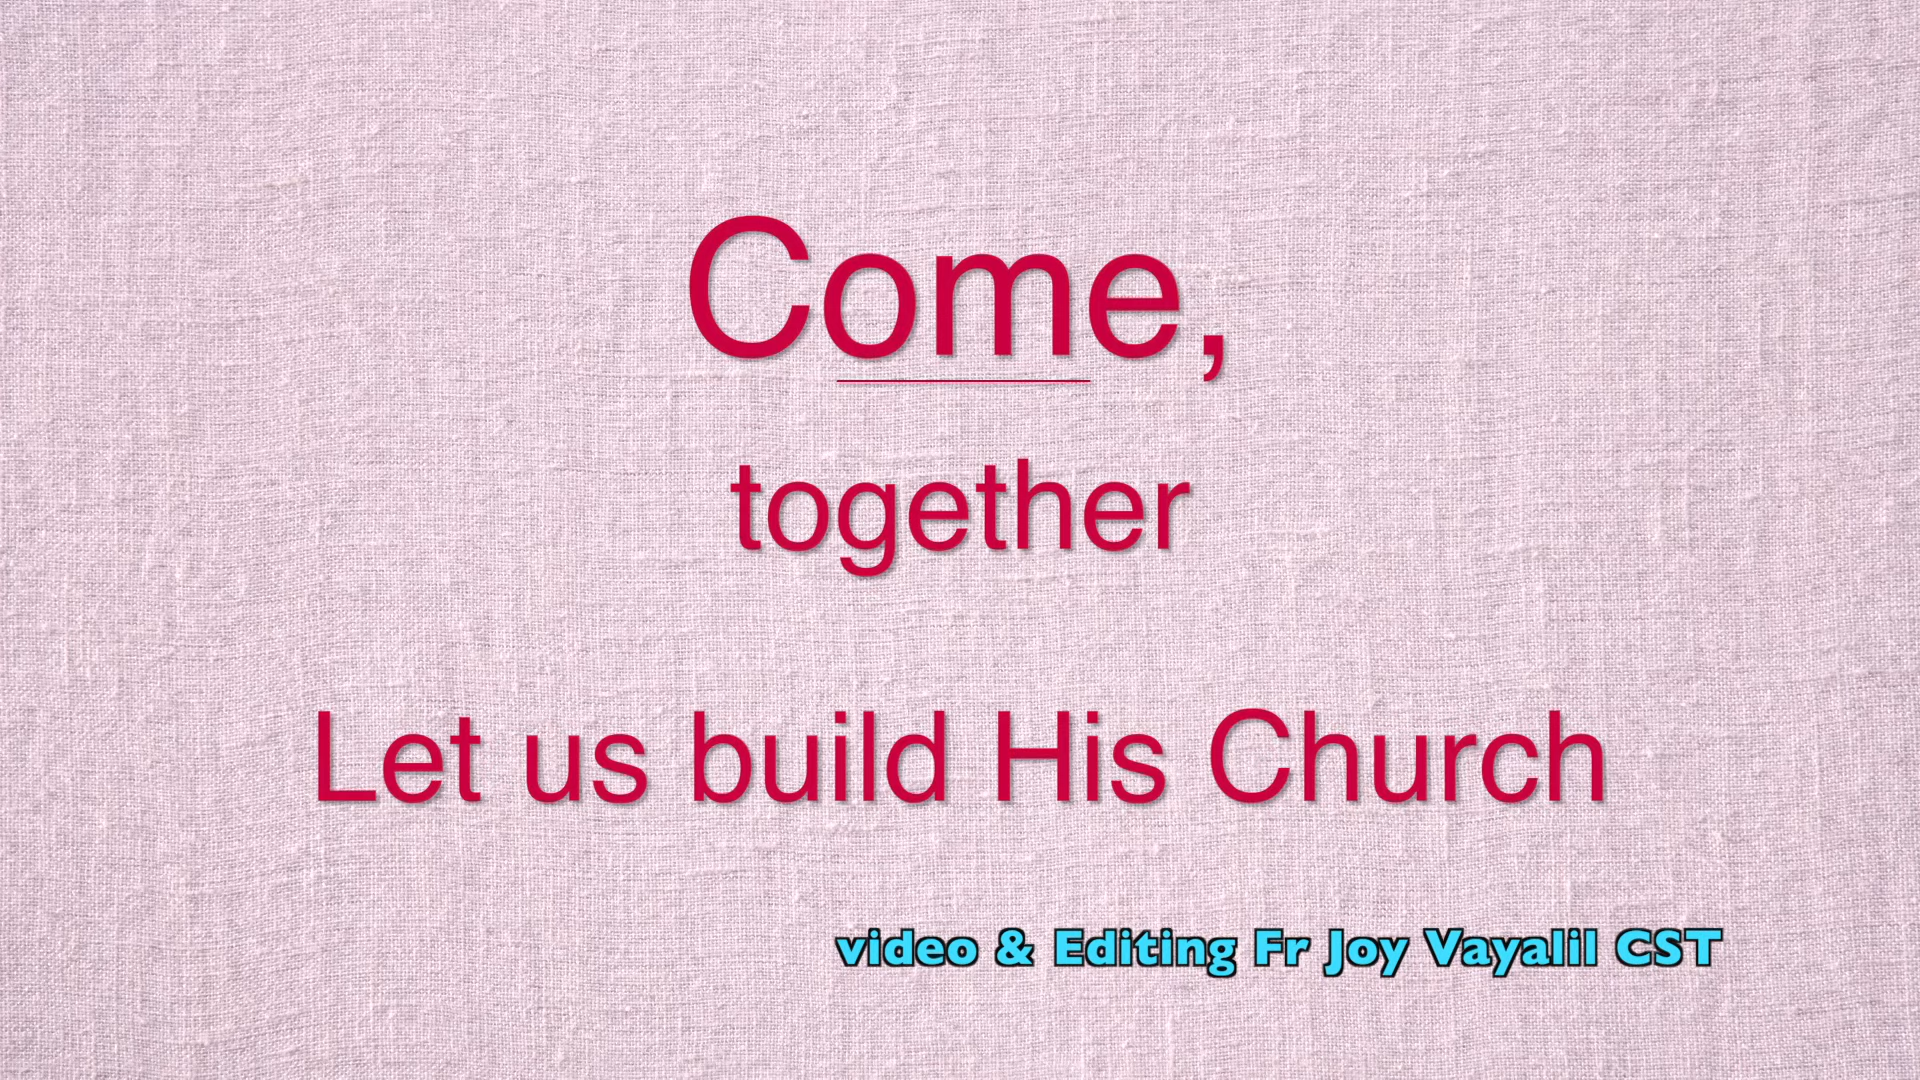 Come,
together
Let us build His Church
video & Editing Fr Joy Vayalil CST